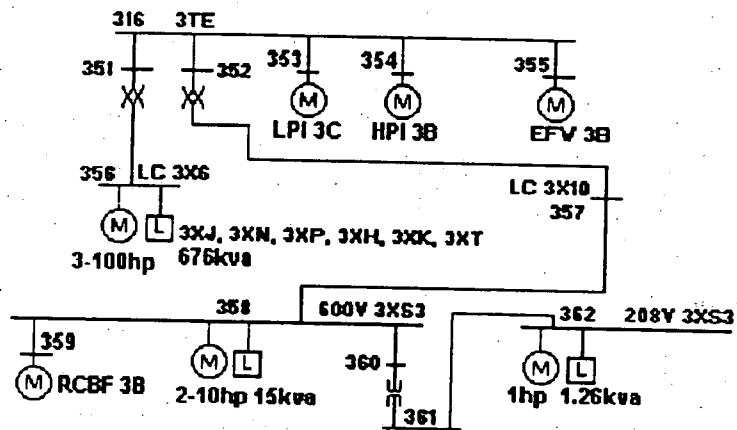 316 3TE
351 352 353 354 355
M M M
LPI 3C HPI 3B EFW 3B
356 LC 3X6 LC 3X10
357
M L 3XJ, 3XN, 3XP, 3XH, 3XK, 3XT
3-100hp 676kva
358 600V 3XS3 362 208V 3XS3
359 360
M RCBF 3B M L M L
2-10hp 15kva 1hp 1.26kva
361